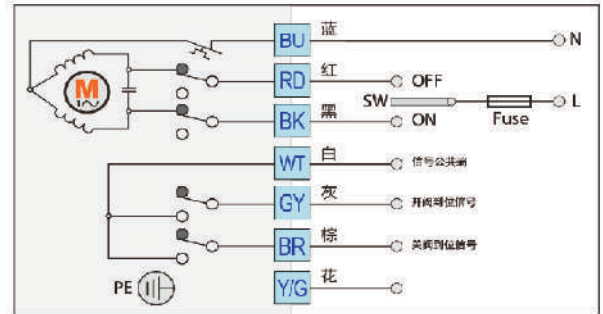 BU 蓝 N
RD 红 OFF
SW Fuse L
BK 黑 ON
WT 白 信号公共端
GY 灰 开阀到位信号
BR 棕 关阀到位信号
PE Y/G 花
M
1～